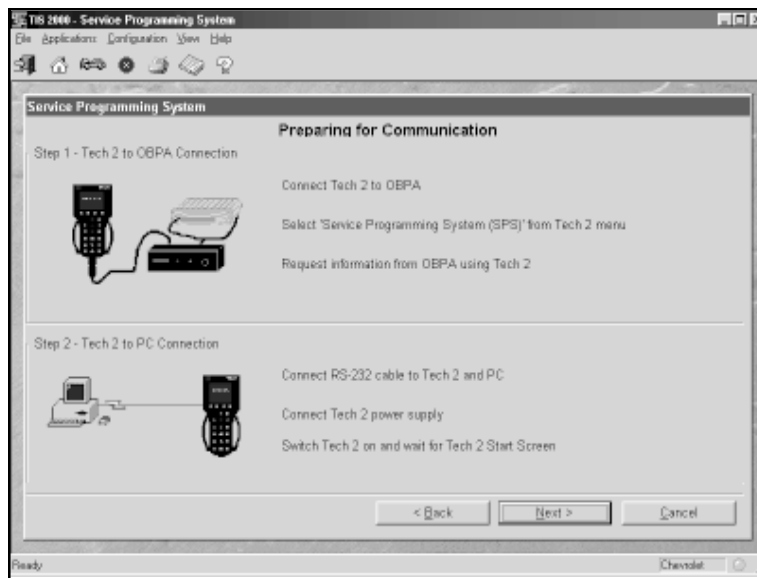 TIS 2000 - Service Programming System
File Applications Configuration View Help
Service Programming System
Preparing for Communication
Step 1 - Tech 2 to OBPA Connection
Connect Tech 2 to OBPA
Select 'Service Programming System (SPS)' from Tech 2 menu
Request information from OBPA using Tech 2
Step 2 - Tech 2 to PC Connection
Connect RS-232 cable to Tech 2 and PC
Connect Tech 2 power supply
Switch Tech 2 on and wait for Tech 2 Start Screen
< Back Next > Cancel
Ready Chevrolet